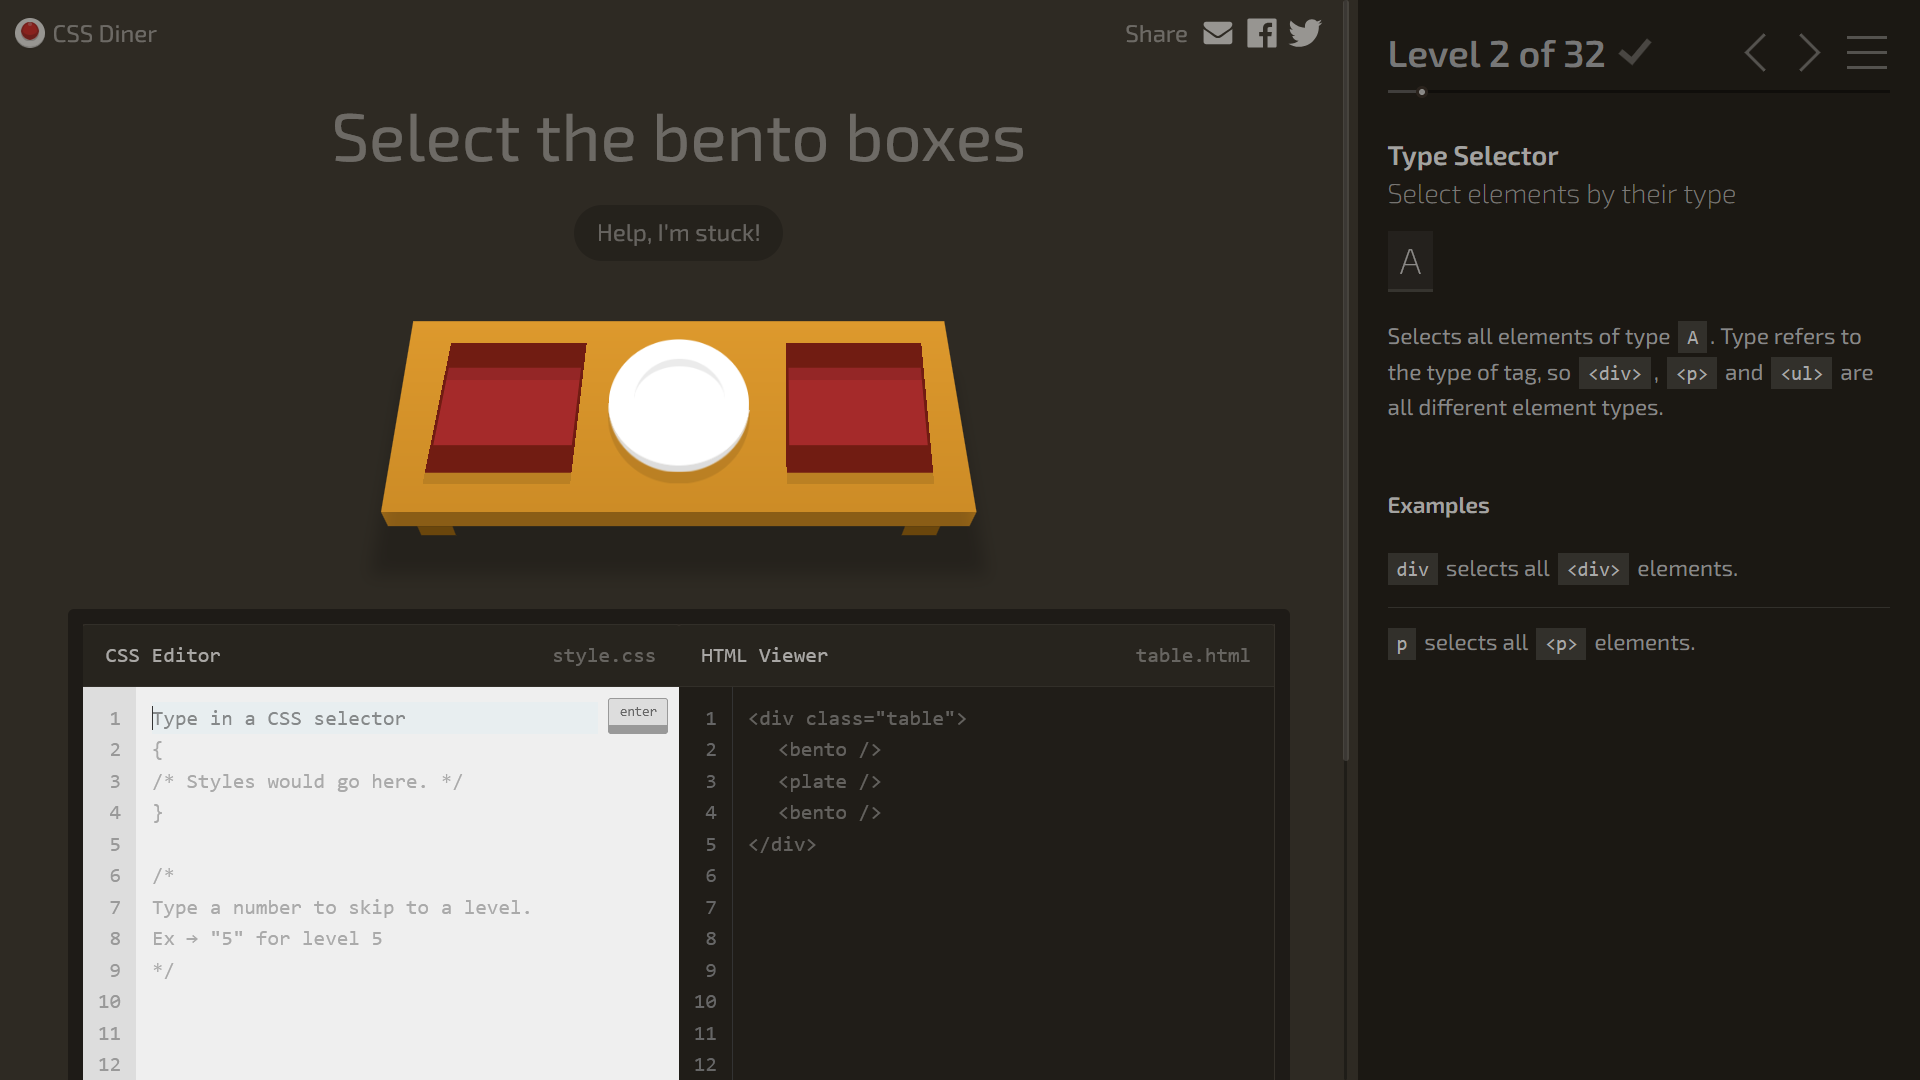 CSS Diner
Share
Select the bento boxes
Help, I'm stuck!
CSS Editor style.css
1 Type in a CSS selector enter
2 {
3 /* Styles would go here. */
4 }
5
6 /*
7 Type a number to skip to a level.
8 Ex → "5" for level 5
9 */
10
11
12
HTML Viewer table.html
1 <div class="table">
2 <bento />
3 <plate />
4 <bento />
5 </div>
6
7
8
9
10
11
12
Level 2 of 32
Type Selector
Select elements by their type
A
Selects all elements of type A . Type refers to
the type of tag, so <div> , <p> and <ul> are
all different element types.
Examples
div selects all <div> elements.
p selects all <p> elements.